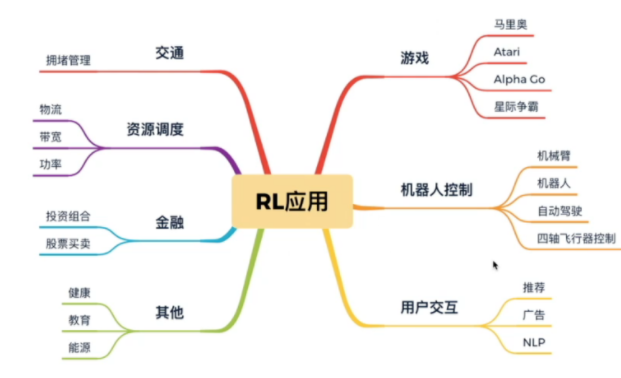 RL应用
交通
拥堵管理
资源调度
物流
带宽
功率
金融
投资组合
股票买卖
其他
健康
教育
能源
游戏
马里奥
Atari
Alpha Go
星际争霸
机器人控制
机械臂
机器人
自动驾驶
四轴飞行器控制
用户交互
推荐
广告
NLP